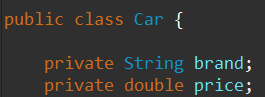 public class Car {
private String brand;
private double price;